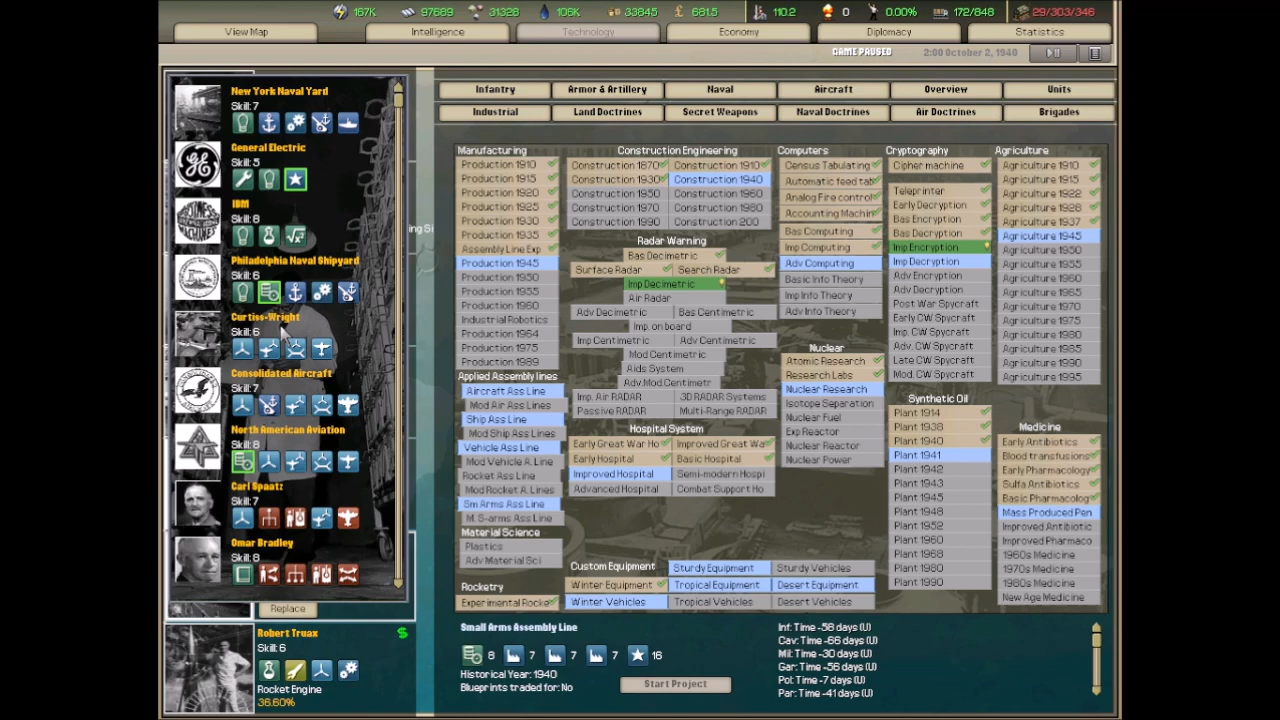 167K 97669 31328 106K 33845 6815 110.2 0 0.00% 172/848 29/303/346
View Map Intelligence Technology Economy Diplomacy Statistics
GAME PAUSED 2:00 October 2, 1940
New York Naval Yard
Skill: 7
General Electric
Skill: 5
IBM
Skill: 8
Philadelphia Naval Shipyard
Skill: 6
Curtiss-Wright
Skill: 6
Consolidated Aircraft
Skill: 7
North American Aviation
Skill: 8
Carl Spaatz
Skill: 7
Omar Bradley
Skill: 8
Replace
Robert Truax
Skill: 6
Rocket Engine
36.60%
Infantry Armor & Artillery Naval Aircraft Overview Units
Industrial Land Doctrines Secret Weapons Naval Doctrines Air Doctrines Brigades
Manufacturing
Production 1910
Production 1915
Production 1920
Production 1925
Production 1930
Production 1935
Assembly Line Exp
Production 1945
Production 1950
Production 1955
Production 1960
Industrial Robotics
Production 1964
Production 1975
Production 1989
Applied Assembly lines
Aircraft Ass Line
Mod Air Ass Lines
Ship Ass Line
Mod Ship Ass Lines
Vehicle Ass Line
Mod Vehicle A. Line
Rocket Ass Line
Mod Rocket A. Lines
Sm Arms Ass Line
M. S-arms Ass Line
Material Science
Plastics
Adv Material Sci
Rocketry
Experimental Rocke
Construction Engineering
Construction 1870 Construction 1910
Construction 1930 Construction 1940
Construction 1950 Construction 1960
Construction 1970 Construction 1980
Construction 1990 Construction 200
Radar Warning
Bas Decimetric
Surface Radar Search Radar
Imp Decimetric
Air Radar
Adv Decimetric Bas Centimetric
Imp. on board
Imp Centimetric Adv Centimetric
Mod Centimetric
Aids System
Adv.Mod Centimetr
Imp. Air RADAR 3D RADAR Systems
Passive RADAR Multi-Range RADAR
Hospital System
Early Great War Ho Improved Great Wa
Early Hospital Basic Hospital
Improved Hospital Semi-modern Hospi
Advanced Hospital Combat Support Ho
Custom Equipment Sturdy Equipment Sturdy Vehicles
Winter Equipment Tropical Equipment Desert Equipment
Winter Vehicles Tropical Vehicles Desert Vehicles
Computers
Census Tabulating
Automatic feed tab
Analog Fire control
Accounting Machin
Bas Computing
Imp Computing
Adv Computing
Basic Info Theory
Imp Info Theory
Adv Info Theory
Nuclear
Atomic Research
Research Labs
Nuclear Research
Isotope Separation
Nuclear Fuel
Exp Reactor
Nuclear Reactor
Nuclear Power
Cryptography
Cipher machine
Teleprinter
Early Decryption
Bas Encryption
Bas Decryption
Imp Encryption
Imp Decryption
Adv Encryption
Adv Decryption
Post War Spycraft
Early CW Spycraft
Imp. CW Spycraft
Adv. CW Spycraft
Late CW Spycraft
Mod. CW Spycraft
Synthetic Oil
Plant 1914
Plant 1938
Plant 1940
Plant 1941
Plant 1942
Plant 1943
Plant 1945
Plant 1948
Plant 1952
Plant 1960
Plant 1968
Plant 1980
Plant 1990
Agriculture
Agriculture 1910
Agriculture 1915
Agriculture 1922
Agriculture 1928
Agriculture 1937
Agriculture 1945
Agriculture 1950
Agriculture 1955
Agriculture 1960
Agriculture 1965
Agriculture 1970
Agriculture 1975
Agriculture 1980
Agriculture 1985
Agriculture 1990
Agriculture 1995
Medicine
Early Antibiotics
Blood transfusions
Early Pharmacology
Sulfa Antibiotics
Basic Pharmacolog
Mass Produced Pen
Improved Antibiotic
Improved Pharmaco
1960s Medicine
1970s Medicine
1980s Medicine
New Age Medicine
Small Arms Assembly Line
8 7 7 7 16
Historical Year: 1940
Blueprints traded for: No
Start Project
Inf: Time -58 days (U)
Cav: Time -66 days (U)
Mil: Time -30 days (U)
Gar: Time -56 days (U)
Pol: Time -7 days (U)
Par: Time -41 days (U)